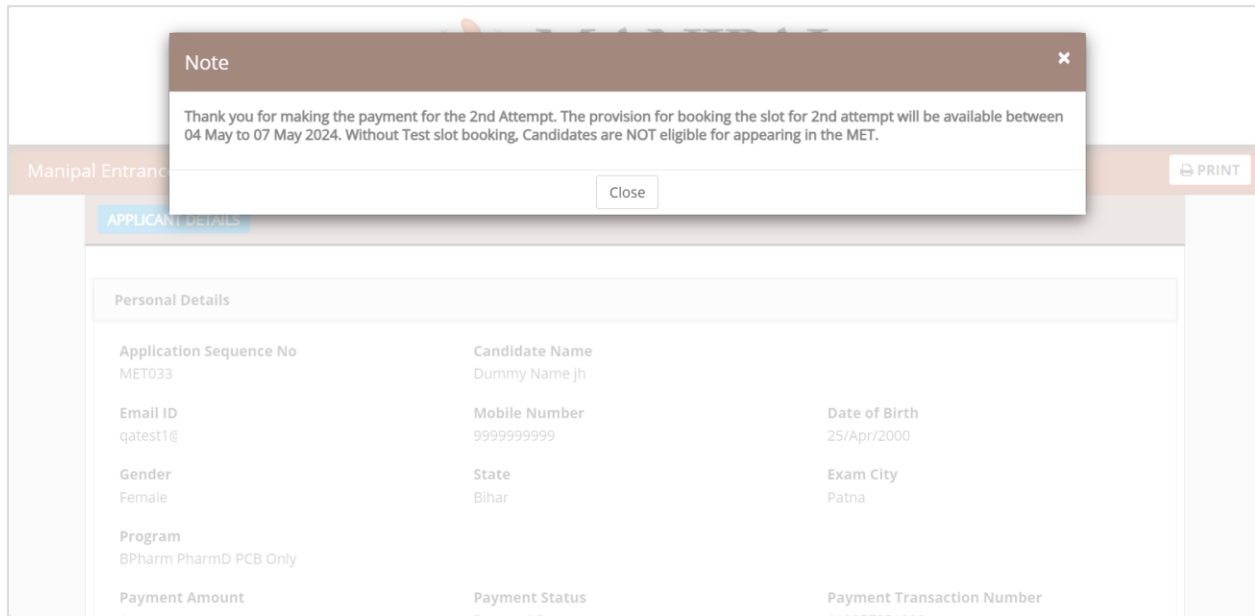 Note
Thank you for making the payment for the 2nd Attempt. The provision for booking the slot for 2nd attempt will be available between
04 May to 07 May 2024. Without Test slot booking, Candidates are NOT eligible for appearing in the MET.
Close
Manipal Entranc
PRINT
APPLICANT DETAILS
Personal Details
Application Sequence No Candidate Name
MET033 Dummy Name jh
Email ID Mobile Number Date of Birth
qatest1@ 9999999999 25/Apr/2000
Gender State Exam City
Female Bihar Patna
Program
BPharm PharmD PCB Only
Payment Amount Payment Status Payment Transaction Number